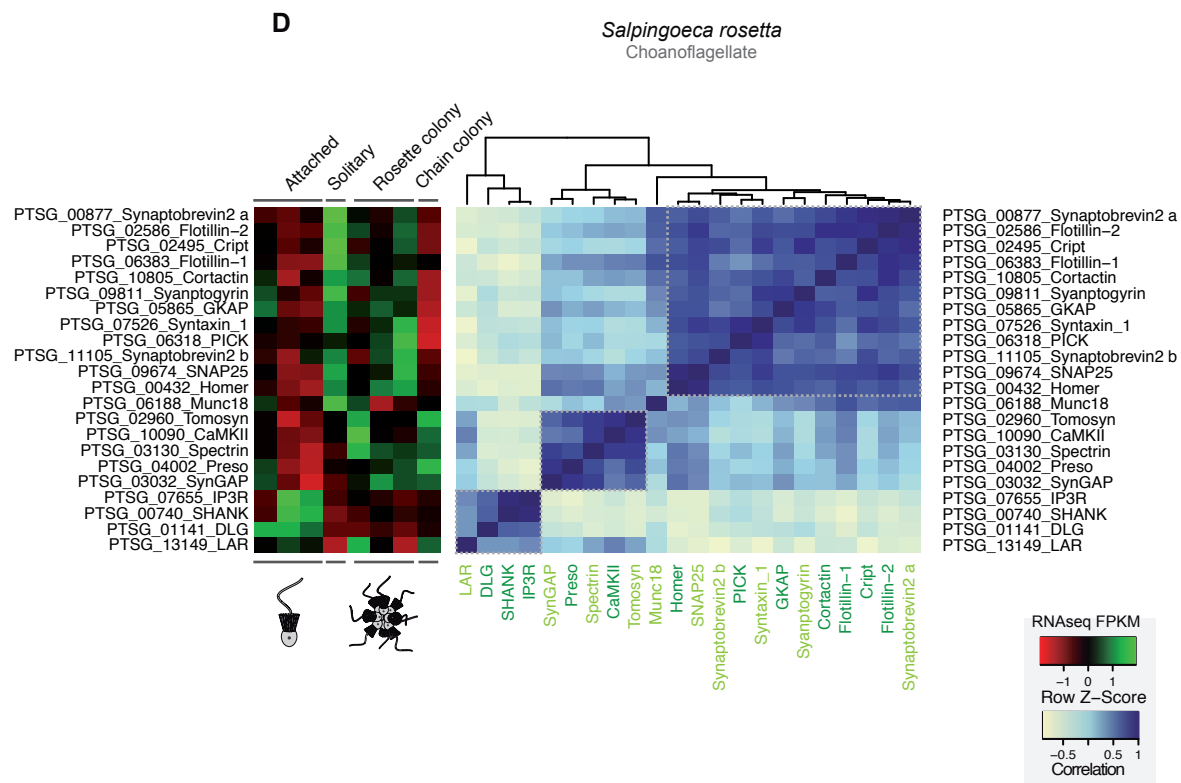 D
Salpingoeca rosetta
Choanoflagellate
Attached
Solitary
Rosette colony
Chain colony
PTSG_00877_Synaptobrevin2 a
PTSG_02586_Flotillin-2
PTSG_02495_Cript
PTSG_06383_Flotillin-1
PTSG_10805_Cortactin
PTSG_09811_Syanptogyrin
PTSG_05865_GKAP
PTSG_07526_Syntaxin_1
PTSG_06318_PICK
PTSG_11105_Synaptobrevin2 b
PTSG_09674_SNAP25
PTSG_00432_Homer
PTSG_06188_Munc18
PTSG_02960_Tomosyn
PTSG_10090_CaMKII
PTSG_03130_Spectrin
PTSG_04002_Preso
PTSG_03032_SynGAP
PTSG_07655_IP3R
PTSG_00740_SHANK
PTSG_01141_DLG
PTSG_13149_LAR
PTSG_00877_Synaptobrevin2 a
PTSG_02586_Flotillin-2
PTSG_02495_Cript
PTSG_06383_Flotillin-1
PTSG_10805_Cortactin
PTSG_09811_Syanptogyrin
PTSG_05865_GKAP
PTSG_07526_Syntaxin_1
PTSG_06318_PICK
PTSG_11105_Synaptobrevin2 b
PTSG_09674_SNAP25
PTSG_00432_Homer
PTSG_06188_Munc18
PTSG_02960_Tomosyn
PTSG_10090_CaMKII
PTSG_03130_Spectrin
PTSG_04002_Preso
PTSG_03032_SynGAP
PTSG_07655_IP3R
PTSG_00740_SHANK
PTSG_01141_DLG
PTSG_13149_LAR
LAR
DLG
SHANK
IP3R
SynGAP
Preso
Spectrin
CaMKII
Tomosyn
Munc18
Homer
SNAP25
Synaptobrevin2 b
PICK
Syntaxin_1
GKAP
Syanptogyrin
Cortactin
Flotillin-1
Cript
Flotillin-2
Synaptobrevin2 a
RNAseq FPKM
-1 0 1
Row Z-Score
-0.5 0.5 1
Correlation